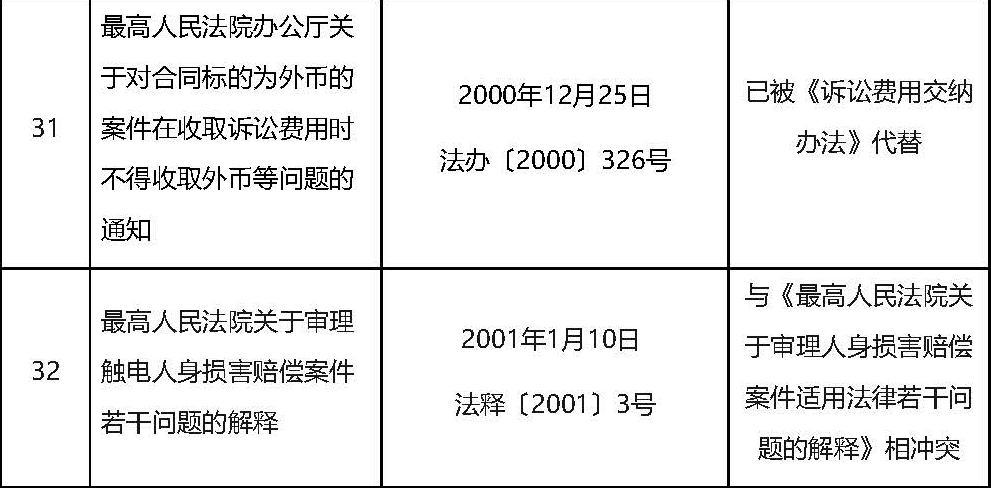 31
最高人民法院办公厅关
于对合同标的为外币的
案件在收取诉讼费用时
不得收取外币等问题的
通知
2000年12月25日
法办〔2000〕326号
已被《诉讼费用交纳
办法》代替
32
最高人民法院关于审理
触电人身损害赔偿案件
若干问题的解释
2001年1月10日
法释〔2001〕3号
与《最高人民法院关
于审理人身损害赔偿
案件适用法律若干问
题的解释》相冲突